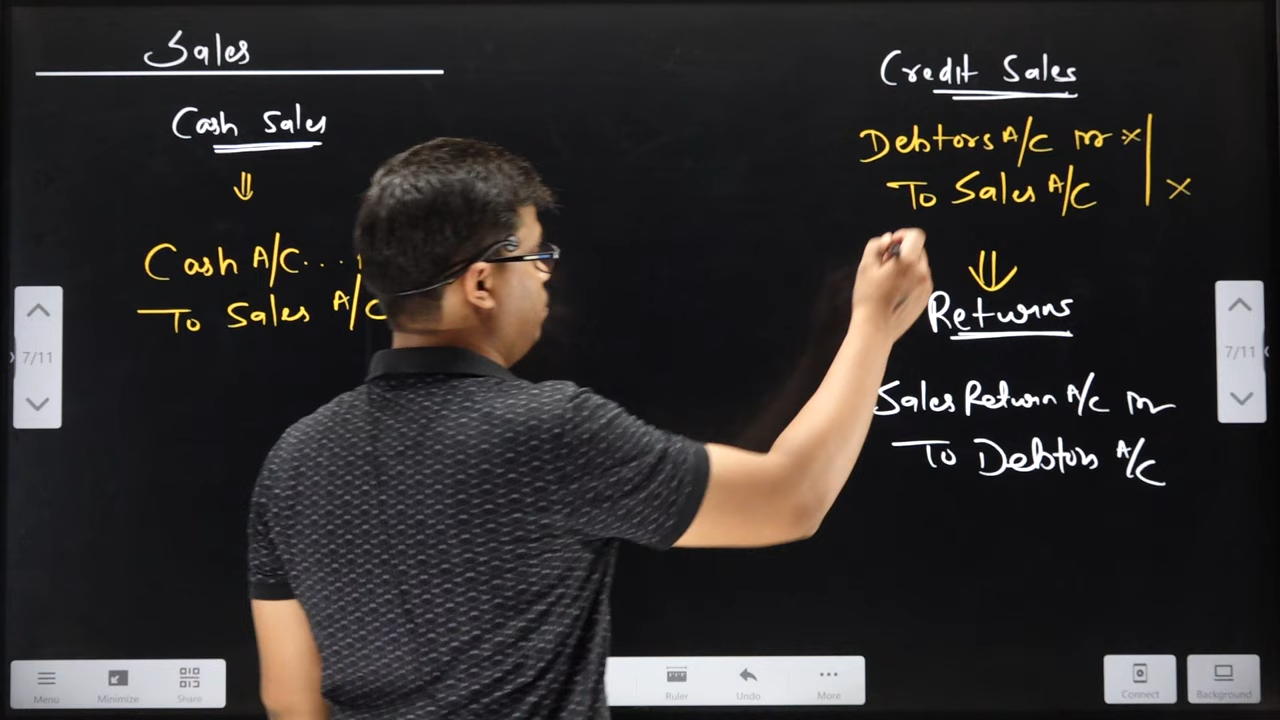 Sales
Cash Sales
⇓
Cash A/C....
To Sales A/C
Credit Sales
Debtors A/C Dr x
To Sales A/C x
⇓
Returns
Sales Return A/C Dr
To Debtors A/C
7/11
7/11
Menu
Minimize
Share
Ruler
Undo
More
Connect
Background